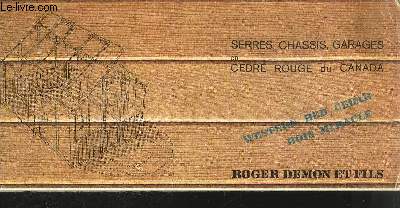 le-livre.com
SERRES, CHASSIS, GARAGES
en
CEDRE ROUGE du CANADA
WESTERN RED CEDAR
BOIS MIRACLE
ROGER DEMON ET FILS